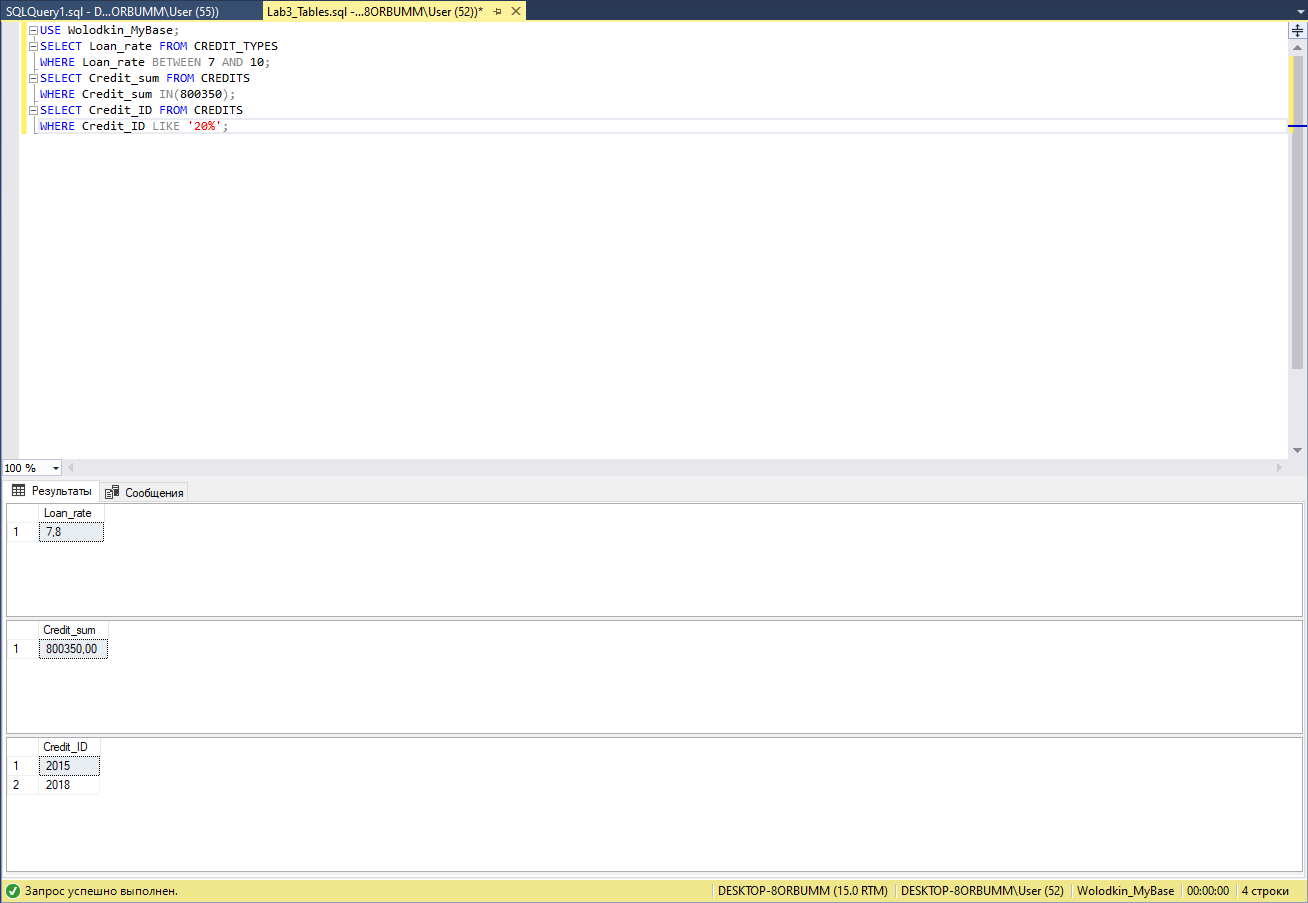 SQLQuery1.sql - D...ORBUMM\User (55))
Lab3_Tables.sql -...8ORBUMM\User (52))*
USE Wolodkin_MyBase;
SELECT Loan_rate FROM CREDIT_TYPES
WHERE Loan_rate BETWEEN 7 AND 10;
SELECT Credit_sum FROM CREDITS
WHERE Credit_sum IN(800350);
SELECT Credit_ID FROM CREDITS
WHERE Credit_ID LIKE '20%';
100 %
Результаты
Сообщения
Loan_rate
1 7,8
Credit_sum
1 800350,00
Credit_ID
1 2015
2 2018
Запрос успешно выполнен.
DESKTOP-8ORBUMM (15.0 RTM)
DESKTOP-8ORBUMM\User (52)
Wolodkin_MyBase
00:00:00
4 строки